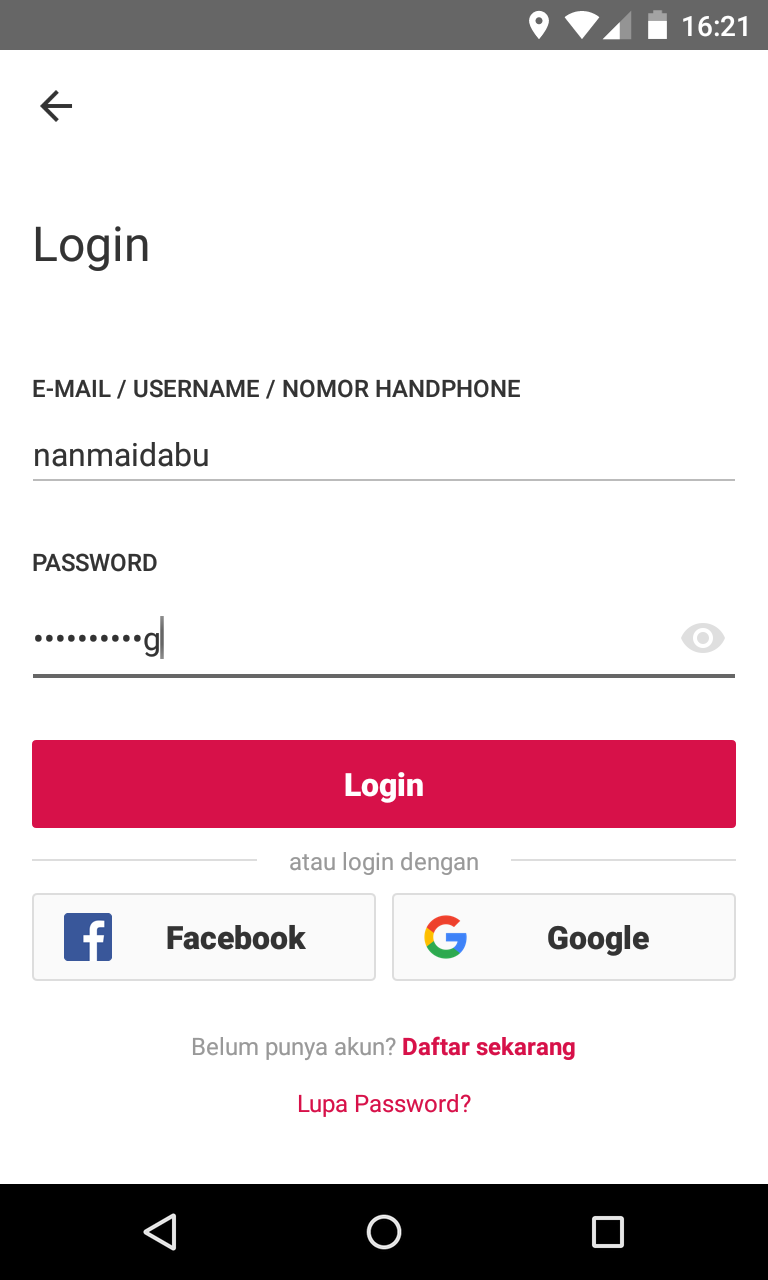 16:21
Login
E-MAIL / USERNAME / NOMOR HANDPHONE
nanmaidabu
PASSWORD
••••••••••g
Login
atau login dengan
Facebook
Google
Belum punya akun? Daftar sekarang
Lupa Password?